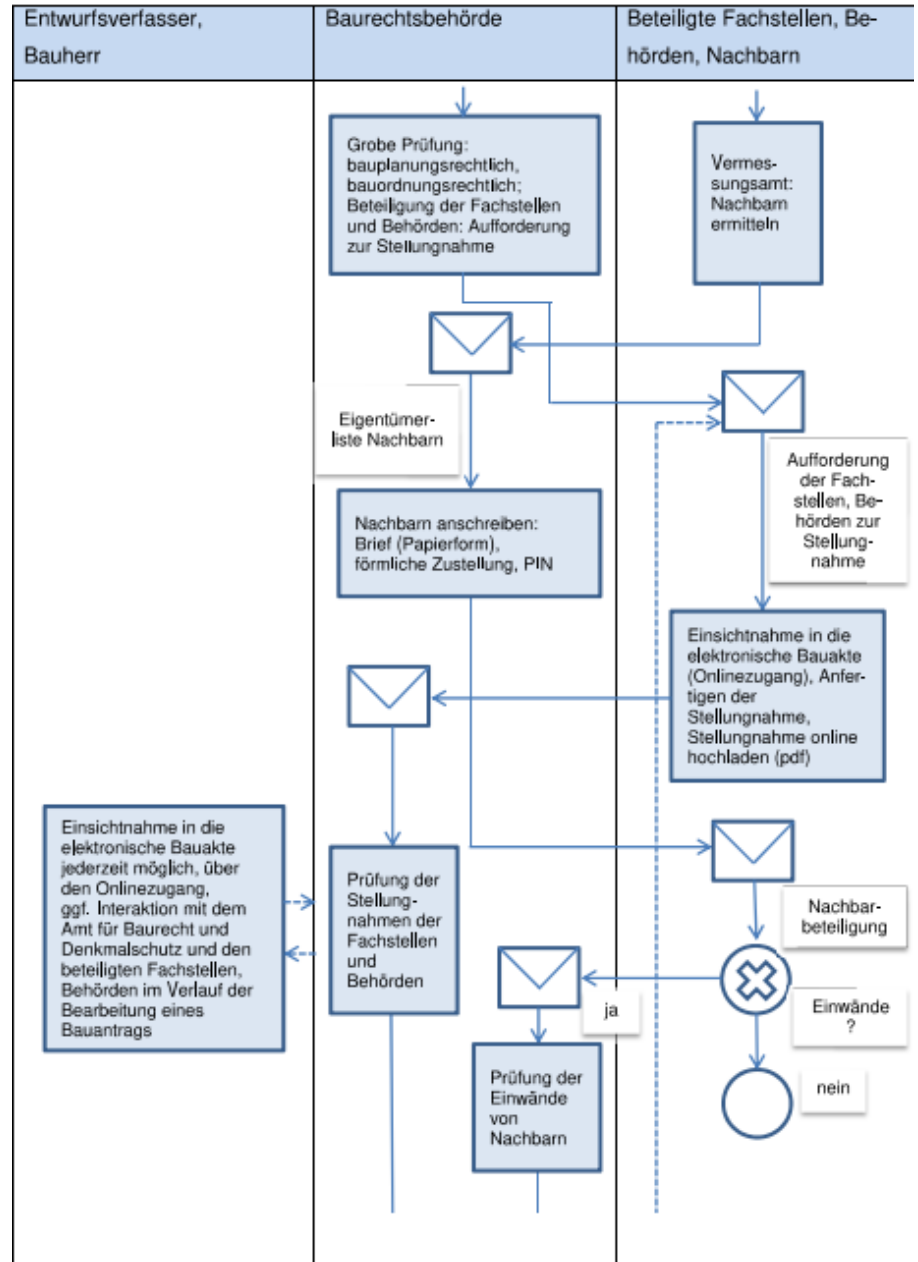 Entwurfsverfasser,
Bauherr
Baurechtsbehörde
Beteiligte Fachstellen, Be-
hörden, Nachbarn
Grobe Prüfung:
bauplanungsrechtlich,
bauordnungsrechtlich;
Beteiligung der Fachstellen
und Behörden: Aufforderung
zur Stellungnahme
Vermes-
sungsamt:
Nachbarn
ermitteln
Eigentümer-
liste Nachbarn
Aufforderung
der Fach-
stellen, Be-
hörden zur
Stellung-
nahme
Nachbarn anschreiben:
Brief (Papierform),
förmliche Zustellung, PIN
Einsichtnahme in die
elektronische Bauakte
(Onlinezugang), Anfer-
tigen der
Stellungnahme,
Stellungnahme online
hochladen (pdf)
Einsichtnahme in die
elektronische Bauakte
jederzeit möglich, über
den Onlinezugang,
ggf. Interaktion mit dem
Amt für Baurecht und
Denkmalschutz und den
beteiligten Fachstellen,
Behörden im Verlauf der
Bearbeitung eines
Bauantrags
Prüfung der
Stellung-
nahmen der
Fachstellen
und
Behörden
Nachbar-
beteiligung
Einwände
?
ja
nein
Prüfung der
Einwände
von
Nachbarn